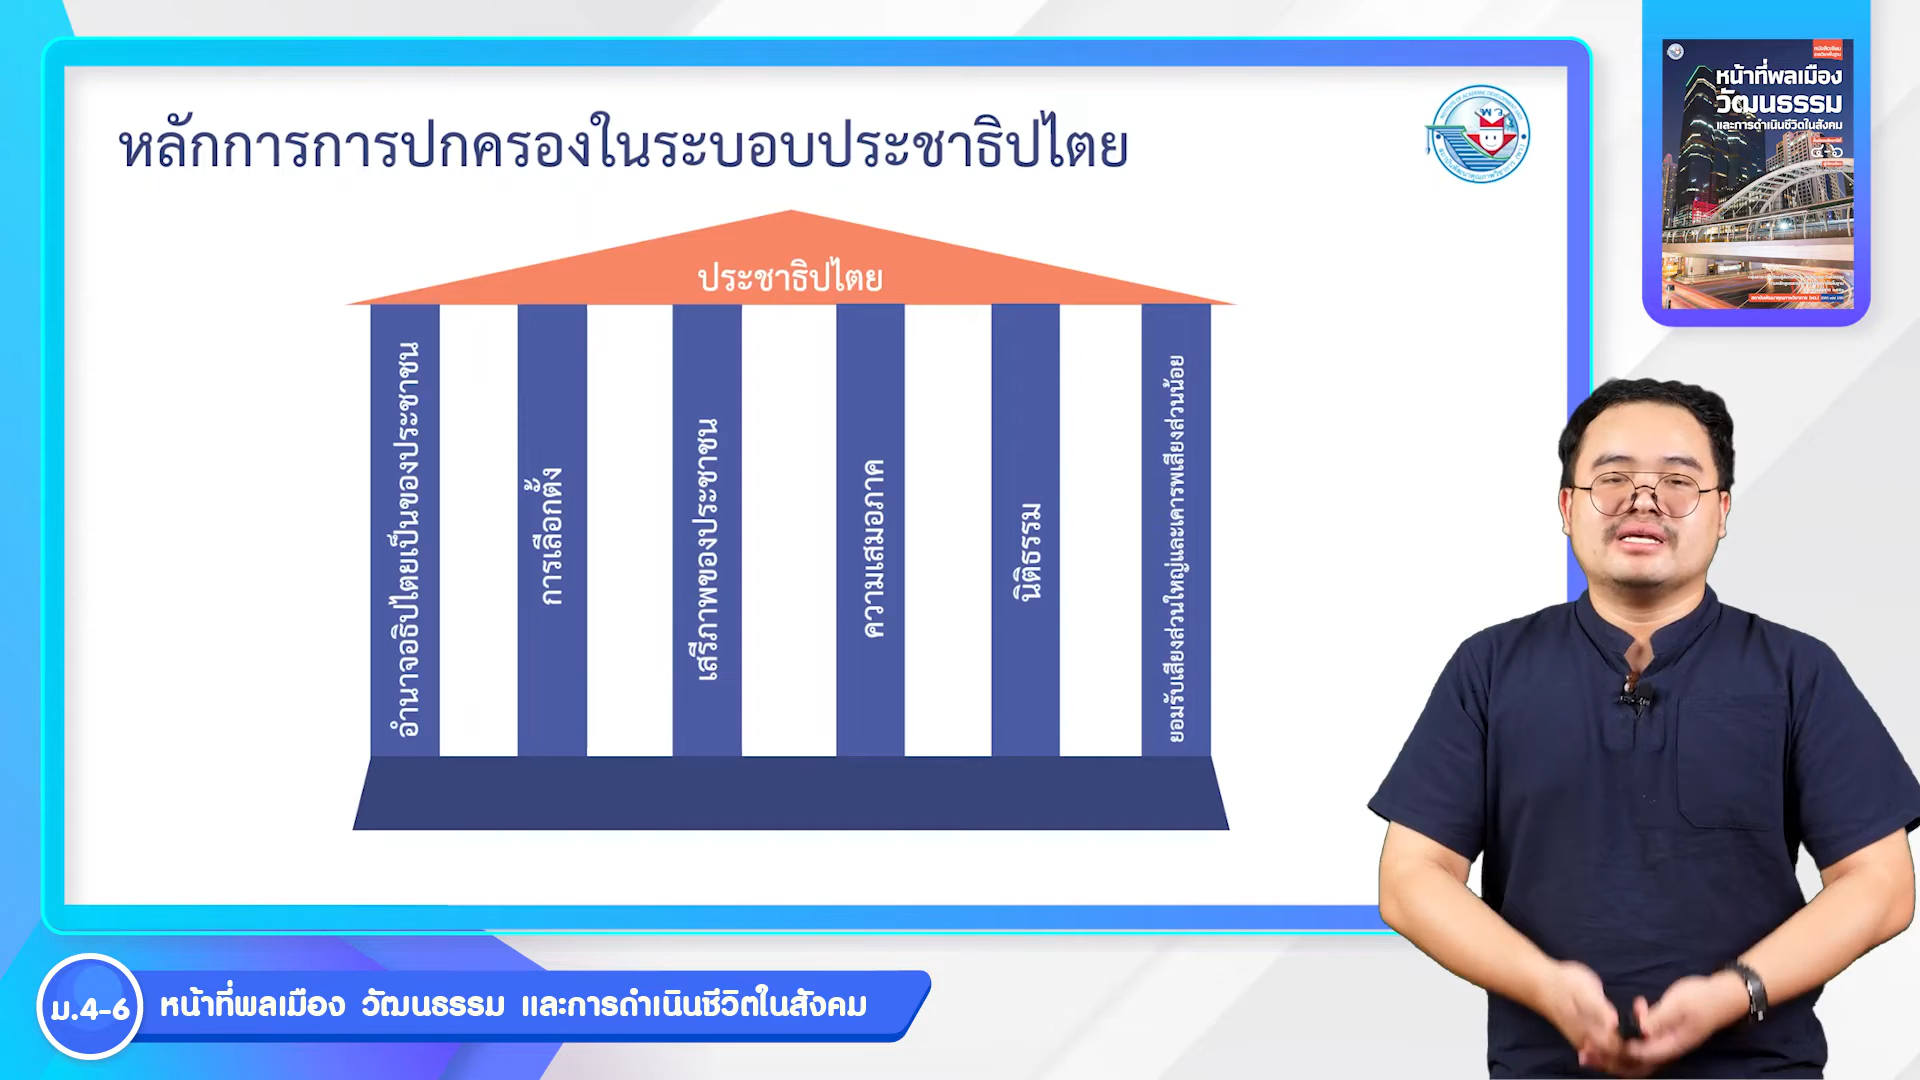 หลักการการปกครองในระบอบประชาธิปไตย
ประชาธิปไตย
อำนาจอธิปไตยเป็นของประชาชน
การเลือกตั้ง
เสรีภาพของประชาชน
ความเสมอภาค
นิติธรรม
ยอมรับเสียงส่วนใหญ่และเคารพเสียงส่วนน้อย
หน้าที่พลเมือง
วัฒนธรรม
และการดำเนินชีวิตในสังคม
๔-๖
ม.4-6
หน้าที่พลเมือง วัฒนธรรม และการดำเนินชีวิตในสังคม